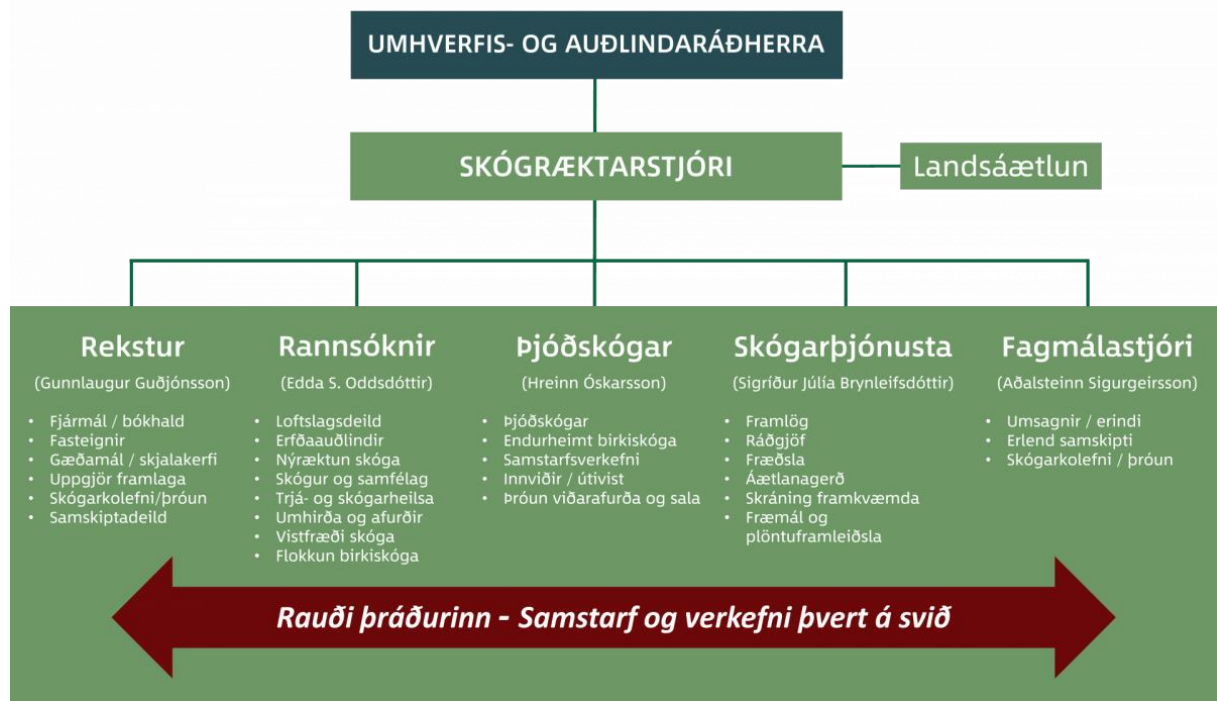 UMHVERFIS- OG AUÐLINDARÁÐHERRA
SKÓGRÆKTARSTJÓRI
Landsáætlun
Rekstur
(Gunnlaugur Guðjónsson)
• Fjármál / bókhald
• Fasteignir
• Gæðamál / skjalakerfi
• Uppgjör framlaga
• Skógarkolefni/þróun
• Samskiptadeild
Rannsóknir
(Edda S. Oddsdóttir)
• Loftslagsdeild
• Erfðaauðlindir
• Nýræktun skóga
• Skógur og samfélag
• Trjá- og skógarheilsa
• Umhirða og afurðir
• Vistfræði skóga
• Flokkun birkiskóga
Þjóðskógar
(Hreinn Óskarsson)
• Þjóðskógar
• Endurheimt birkiskóga
• Samstarfsverkefni
• Innviðir / útivist
• Þróun viðarafurða og sala
Skógarþjónusta
(Sigríður Júlía Brynleifsdóttir)
• Framlög
• Ráðgjöf
• Fræðsla
• Áætlanagerð
• Skráning framkvæmda
• Fræmál og
plöntuframleiðsla
Fagmálastjóri
(Aðalsteinn Sigurgeirsson)
• Umsagnir / erindi
• Erlend samskipti
• Skógarkolefni / þróun
Rauði þráðurinn - Samstarf og verkefni þvert á svið